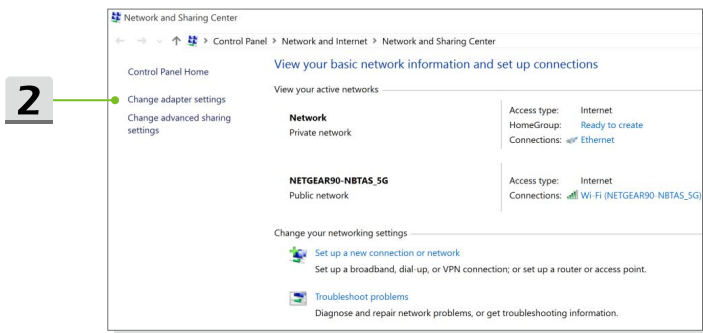 Network and Sharing Center
Control Panel > Network and Internet > Network and Sharing Center
2
Control Panel Home
Change adapter settings
Change advanced sharing
settings
View your basic network information and set up connections
View your active networks
Network
Private network
Access type: Internet
HomeGroup: Ready to create
Connections: Ethernet
NETGEAR90-NBTAS_5G
Public network
Access type: Internet
Connections: Wi-Fi (NETGEAR90-NBTAS_5G)
Change your networking settings
Set up a new connection or network
Set up a broadband, dial-up, or VPN connection; or set up a router or access point.
Troubleshoot problems
Diagnose and repair network problems, or get troubleshooting information.